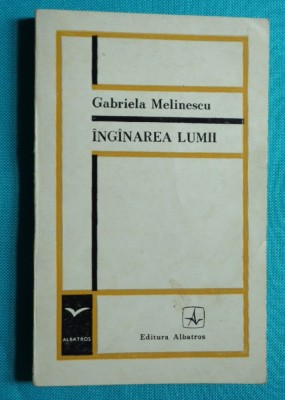 Gabriela Melinescu
ÎNGÎNAREA LUMII
ALBATROS
Editura Albatros